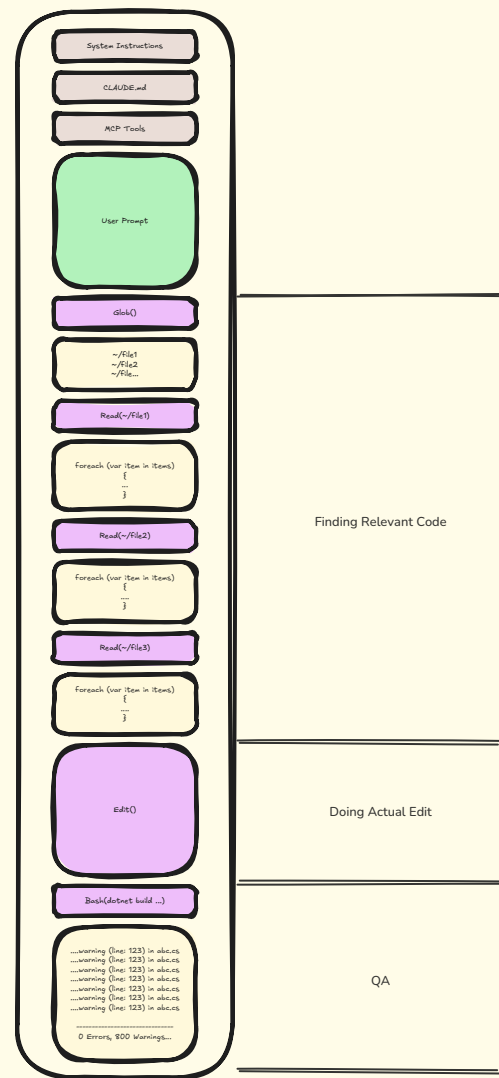 System Instructions
CLAUDE.md
MCP Tools
User Prompt
Glob()
~/file1
~/file2
~/file...
Read(~/file1)
foreach (var item in items)
{
...
}
Finding Relevant Code
Read(~/file2)
foreach (var item in items)
{
....
}
Read(~/file3)
foreach (var item in items)
{
....
}
Edit()
Doing Actual Edit
Bash(dotnet build ...)
....warning (line: 123) in abc.cs
....warning (line: 123) in abc.cs
....warning (line: 123) in abc.cs
....warning (line: 123) in abc.cs
....warning (line: 123) in abc.cs
....warning (line: 123) in abc.cs
....warning (line: 123) in abc.cs
QA
--------------------------------
0 Errors, 800 Warnings...